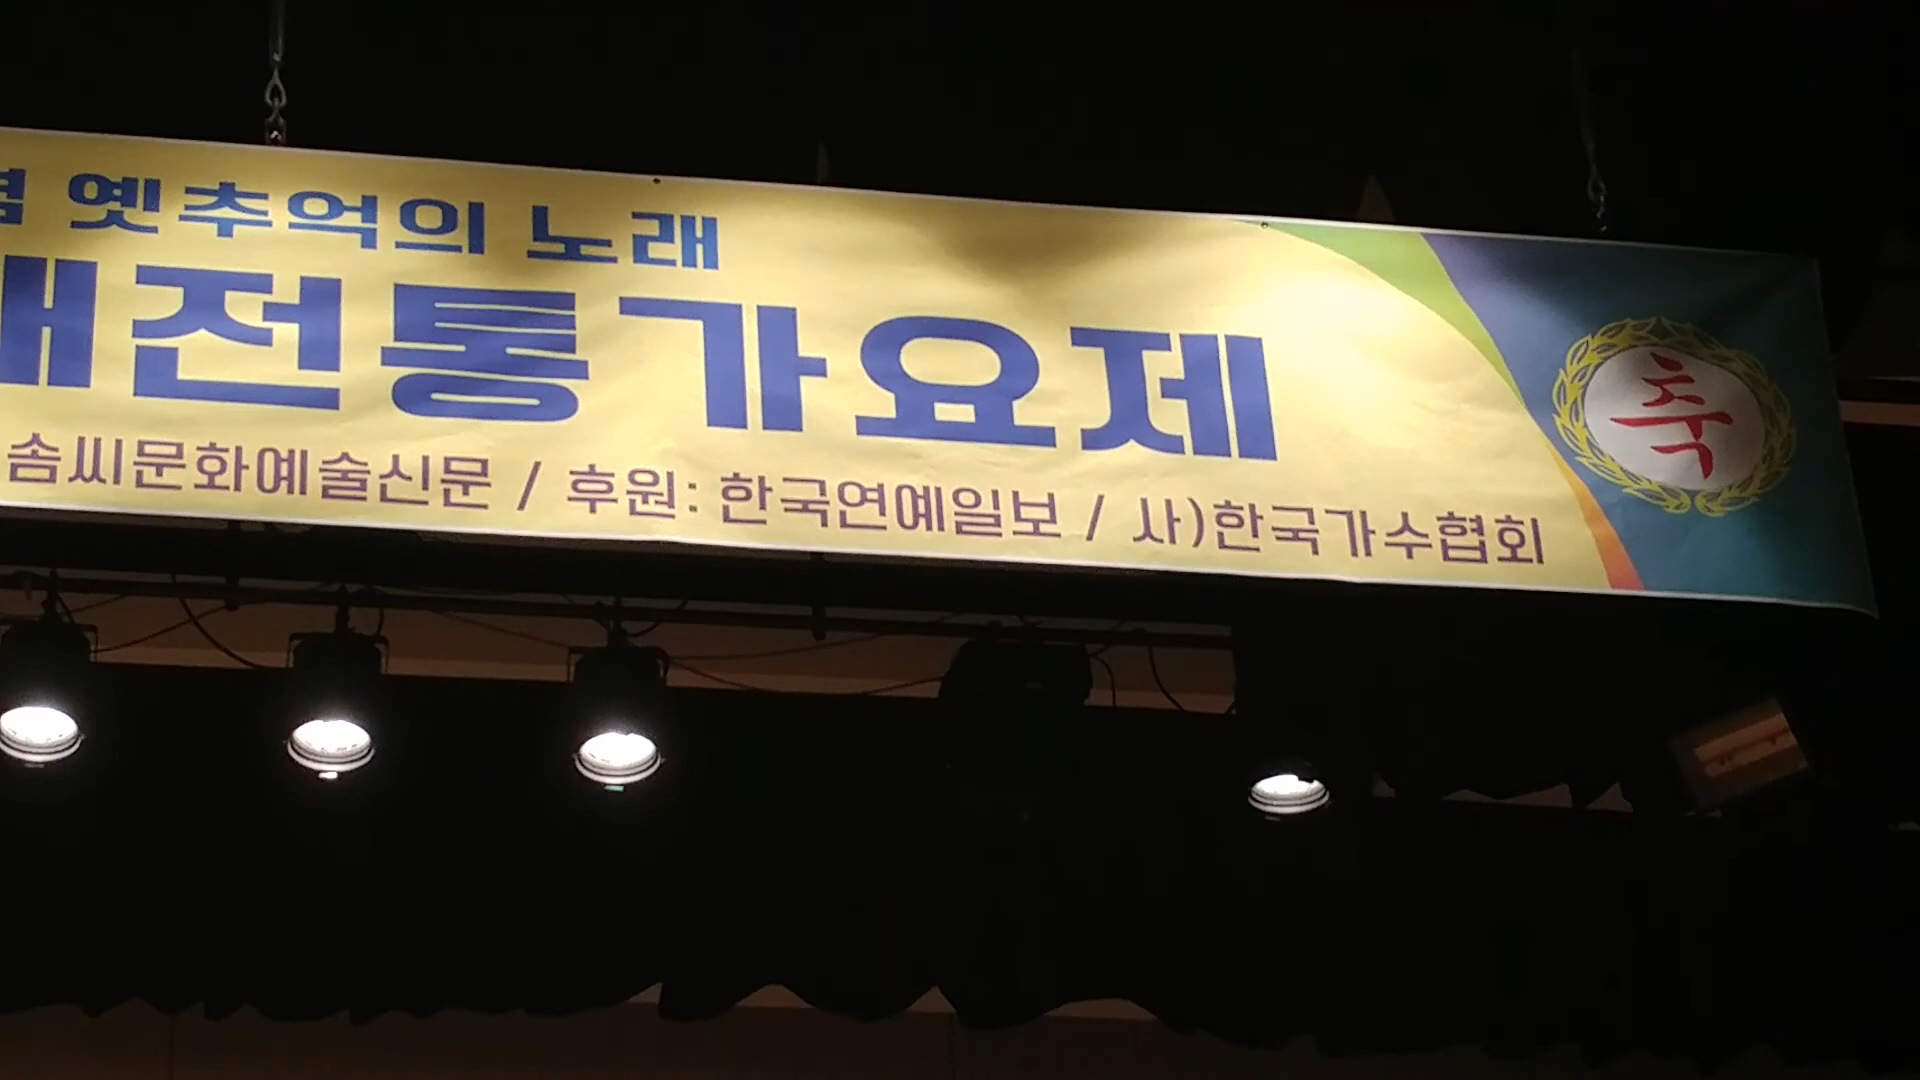 옛추억의 노래
전통가요제
솜씨문화예술신문 / 후원: 한국연예일보 / 사)한국가수협회
축